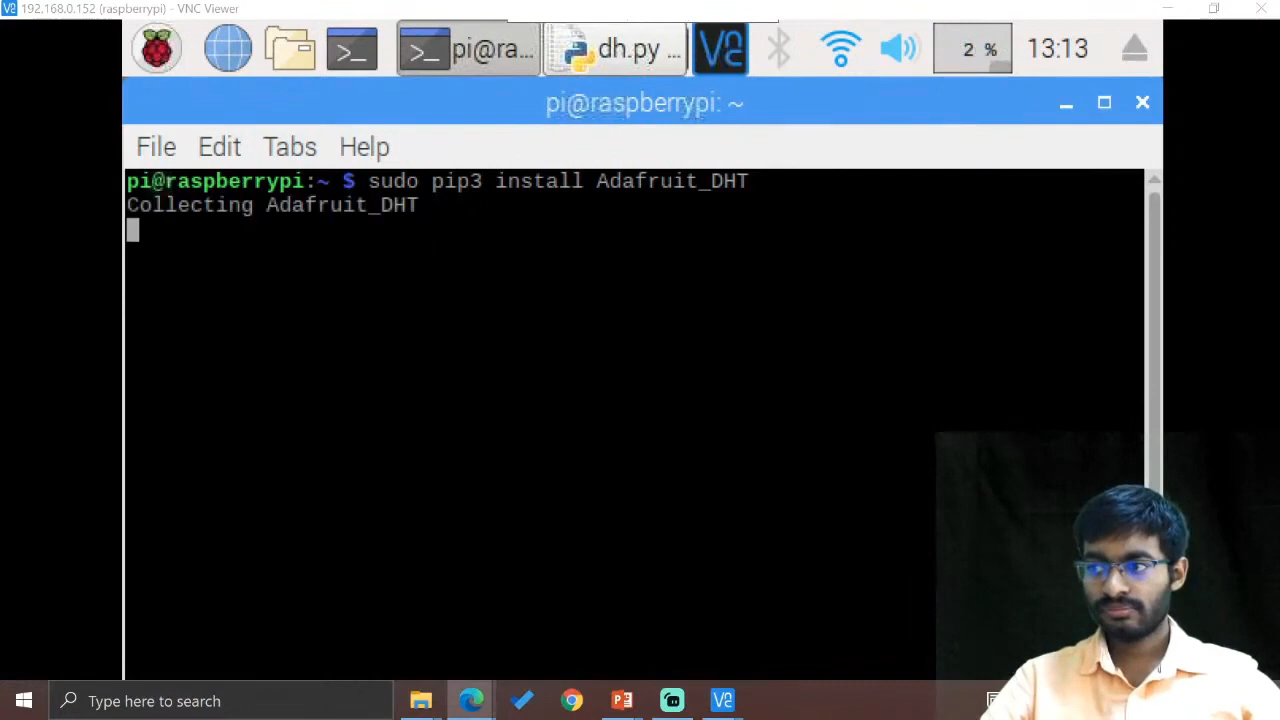 192.168.0.152 (raspberrypi) - VNC Viewer
pi@ra... dh.py ... 2 % 13:13
pi@raspberrypi: ~
File Edit Tabs Help
pi@raspberrypi:~ $ sudo pip3 install Adafruit_DHT
Collecting Adafruit_DHT
Type here to search